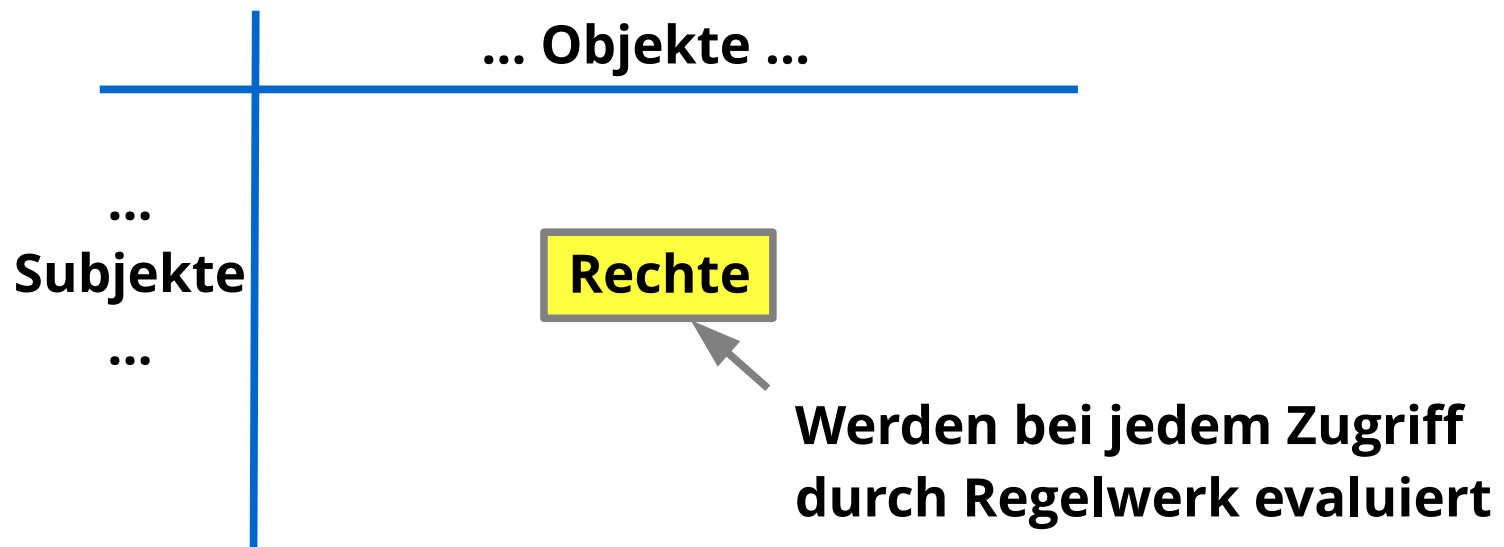 ... Objekte ...
...
Subjekte
...
Rechte
Werden bei jedem Zugriff
durch Regelwerk evaluiert